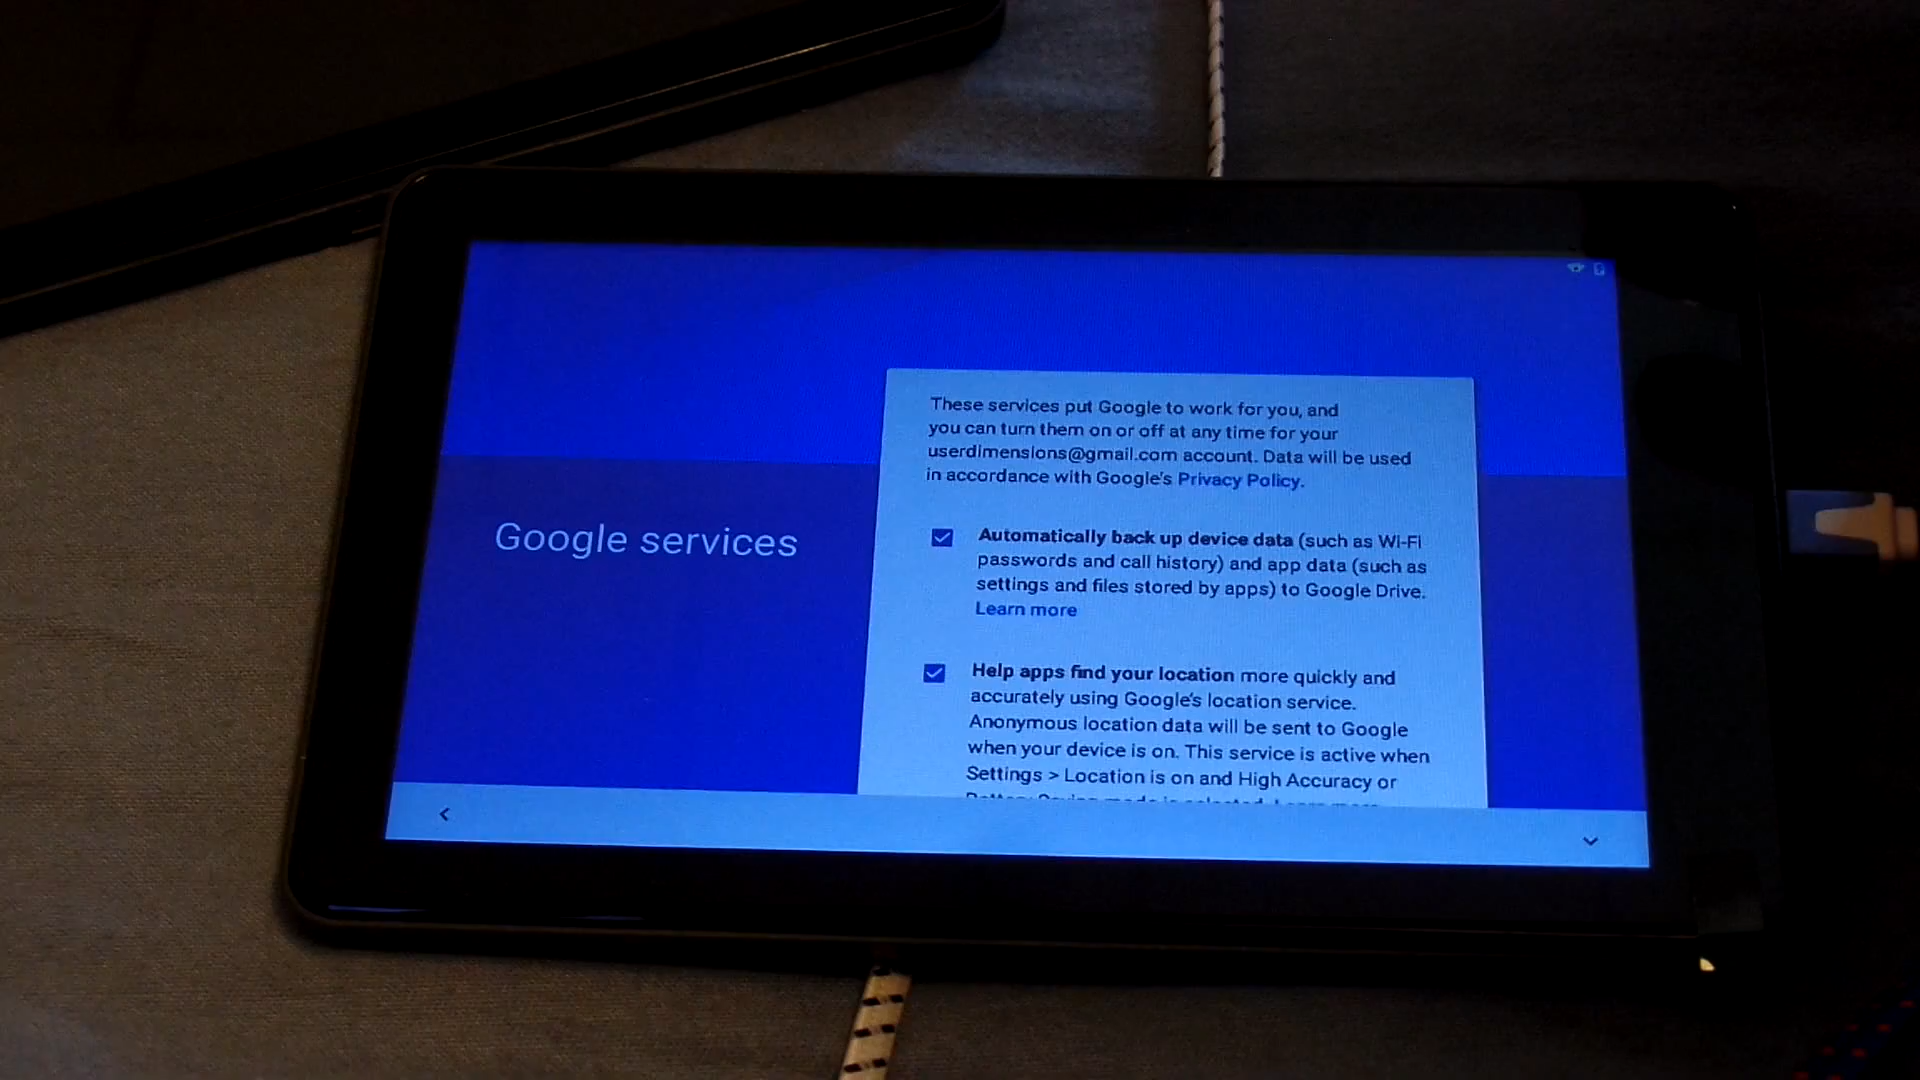 Google services
These services put Google to work for you, and
you can turn them on or off at any time for your
userdimensions@gmail.com account. Data will be used
in accordance with Google's Privacy Policy.
Automatically back up device data (such as Wi-Fi
passwords and call history) and app data (such as
settings and files stored by apps) to Google Drive.
Learn more
Help apps find your location more quickly and
accurately using Google's location service.
Anonymous location data will be sent to Google
when your device is on. This service is active when
Settings > Location is on and High Accuracy or